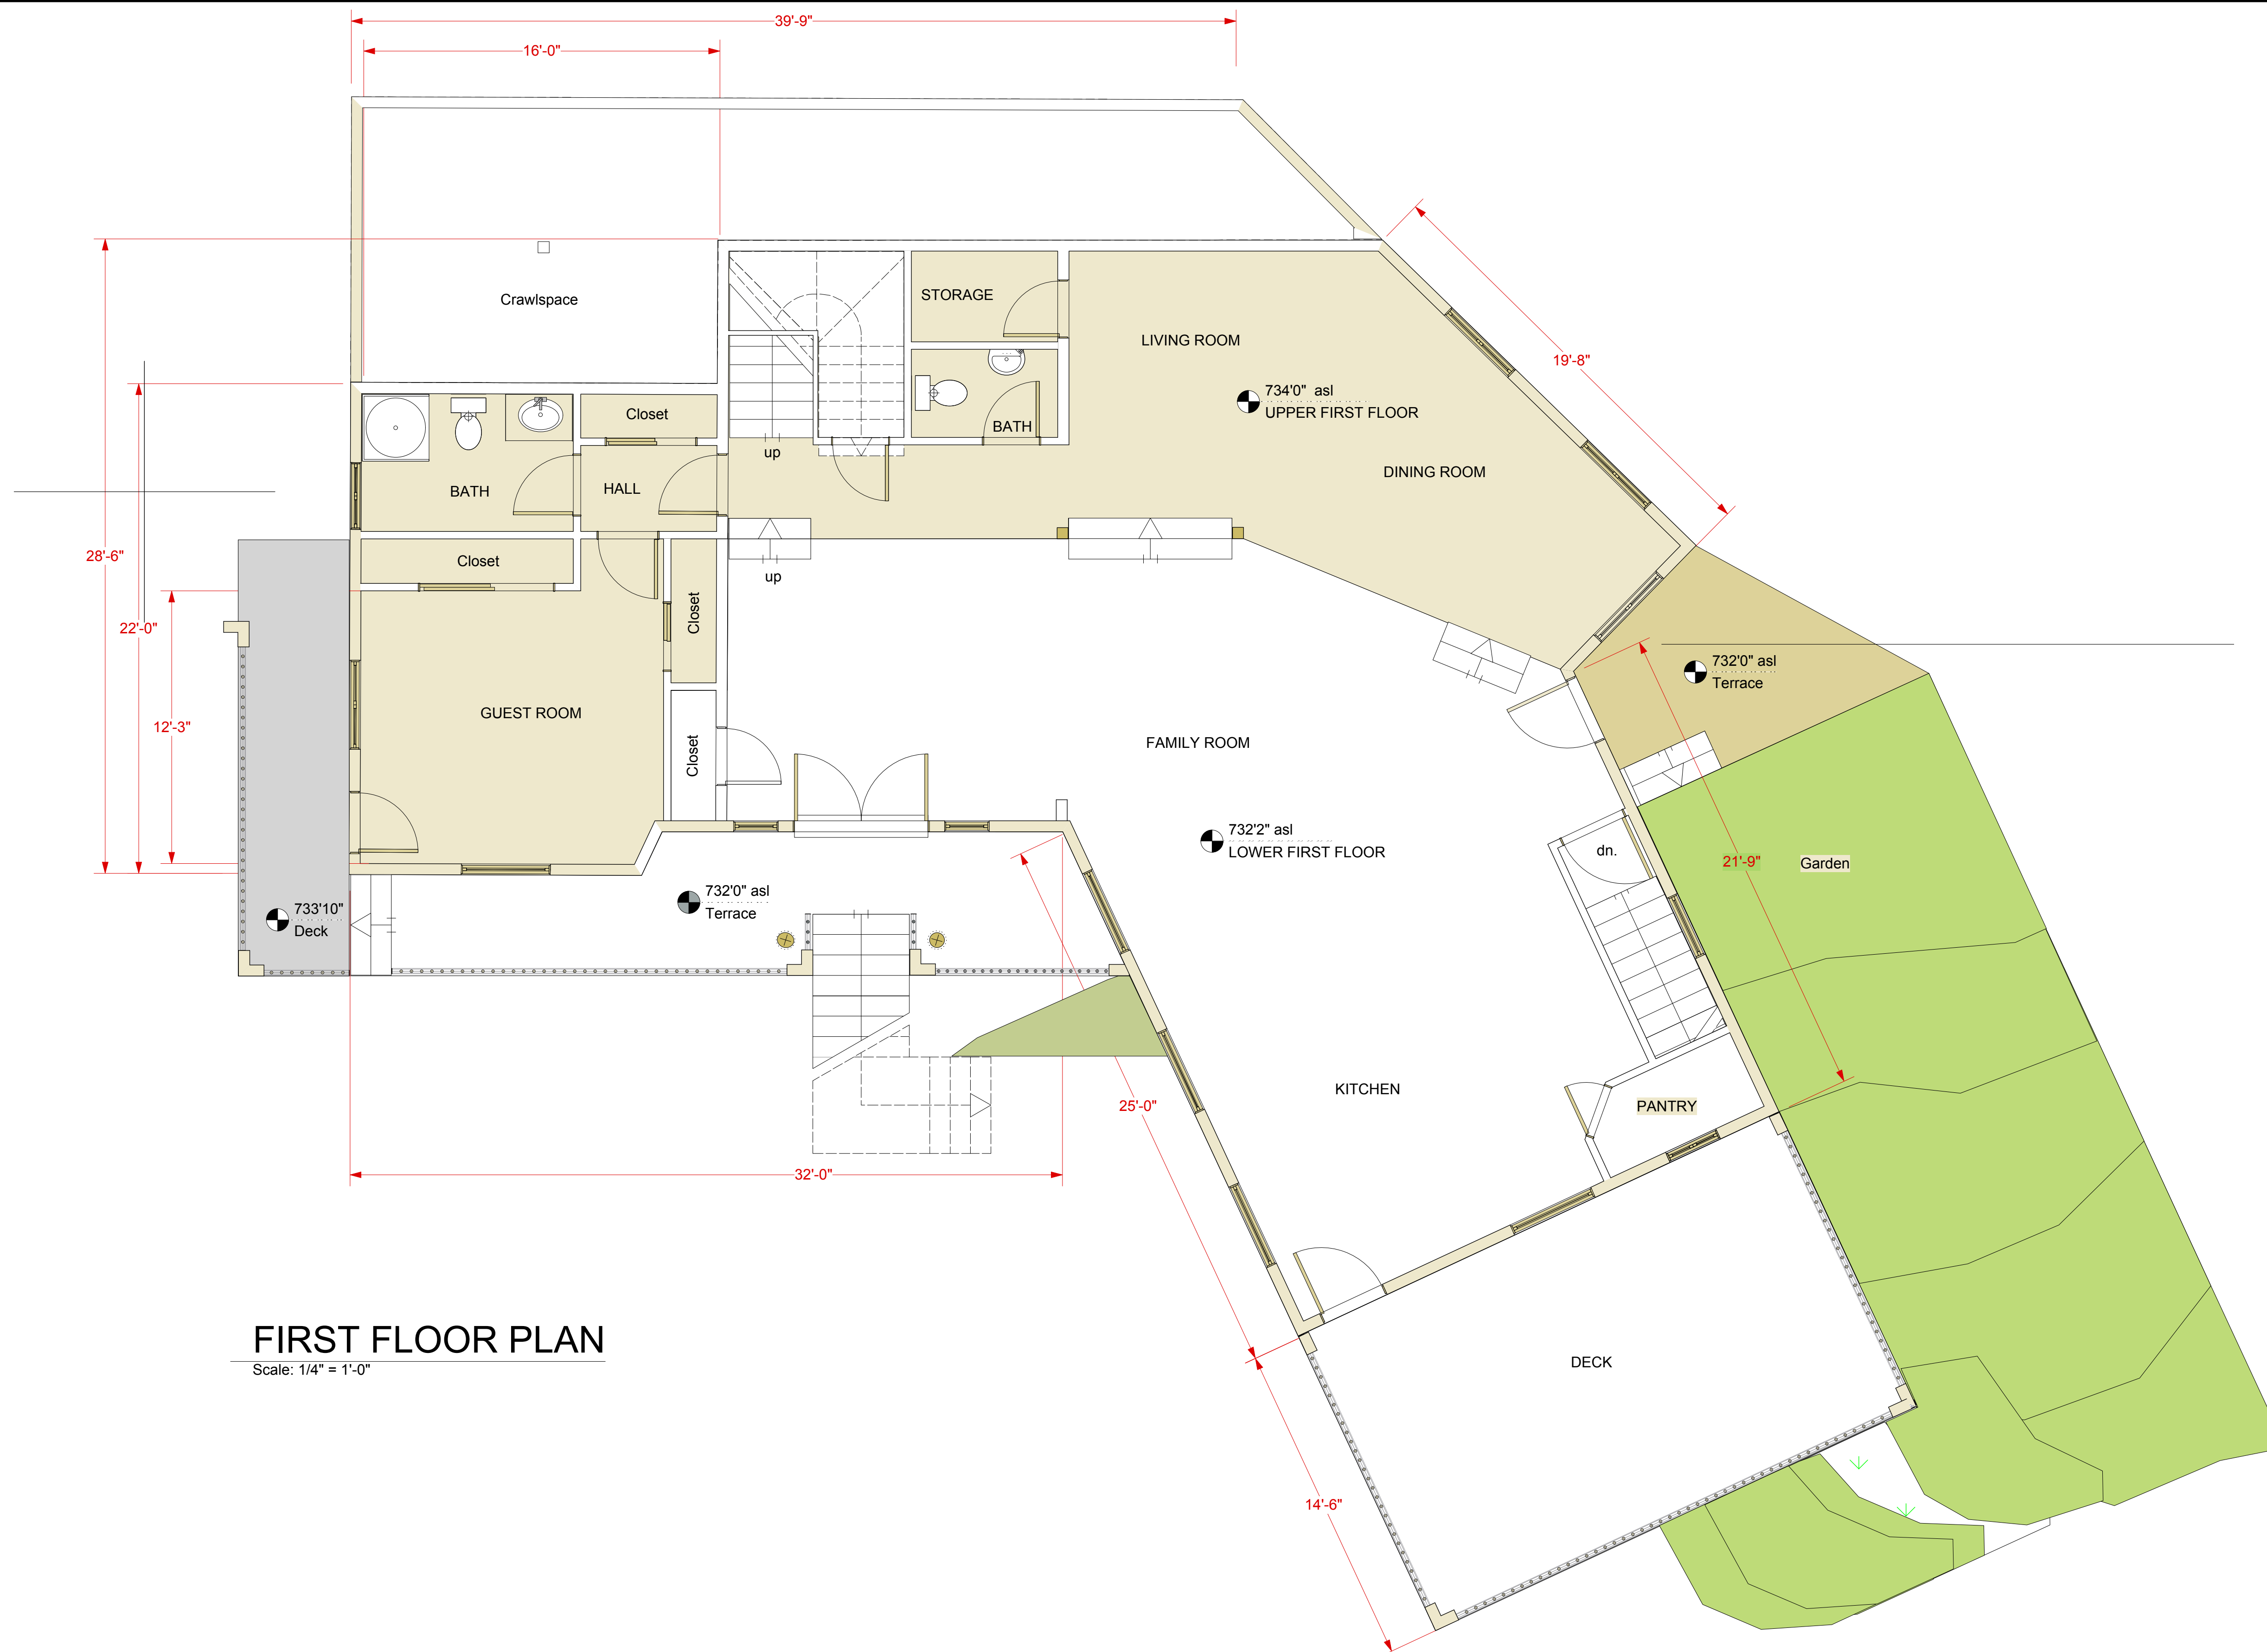 39'-9"
16'-0"
Crawlspace
STORAGE
LIVING ROOM
19'-8"
734'0" asl
UPPER FIRST FLOOR
Closet
BATH
up
DINING ROOM
BATH
HALL
28'-6"
Closet
up
Closet
22'-0"
732'0" asl
Terrace
12'-3"
GUEST ROOM
Closet
FAMILY ROOM
732'2" asl
LOWER FIRST FLOOR
dn.
21'-9"
Garden
733'10"
Deck
732'0" asl
Terrace
KITCHEN
25'-0"
PANTRY
32'-0"
FIRST FLOOR PLAN
Scale: 1/4" = 1'-0"
DECK
14'-6"